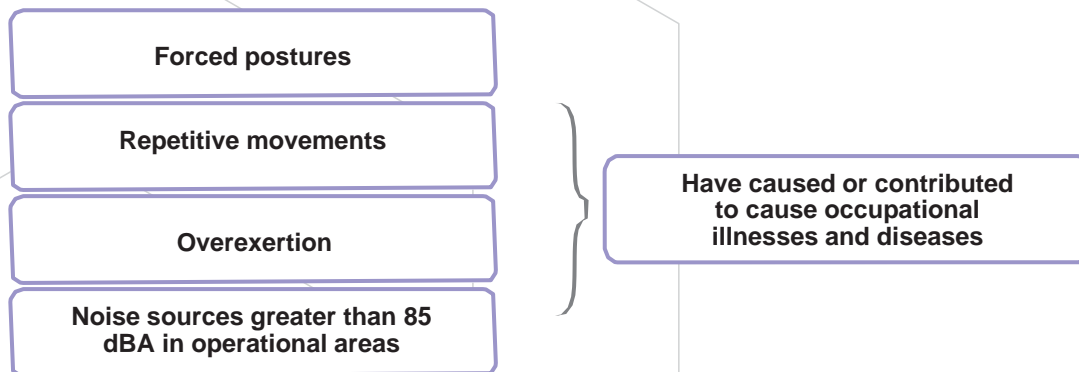 Forced postures
Repetitive movements
Overexertion
Noise sources greater than 85
dBA in operational areas
Have caused or contributed
to cause occupational
illnesses and diseases